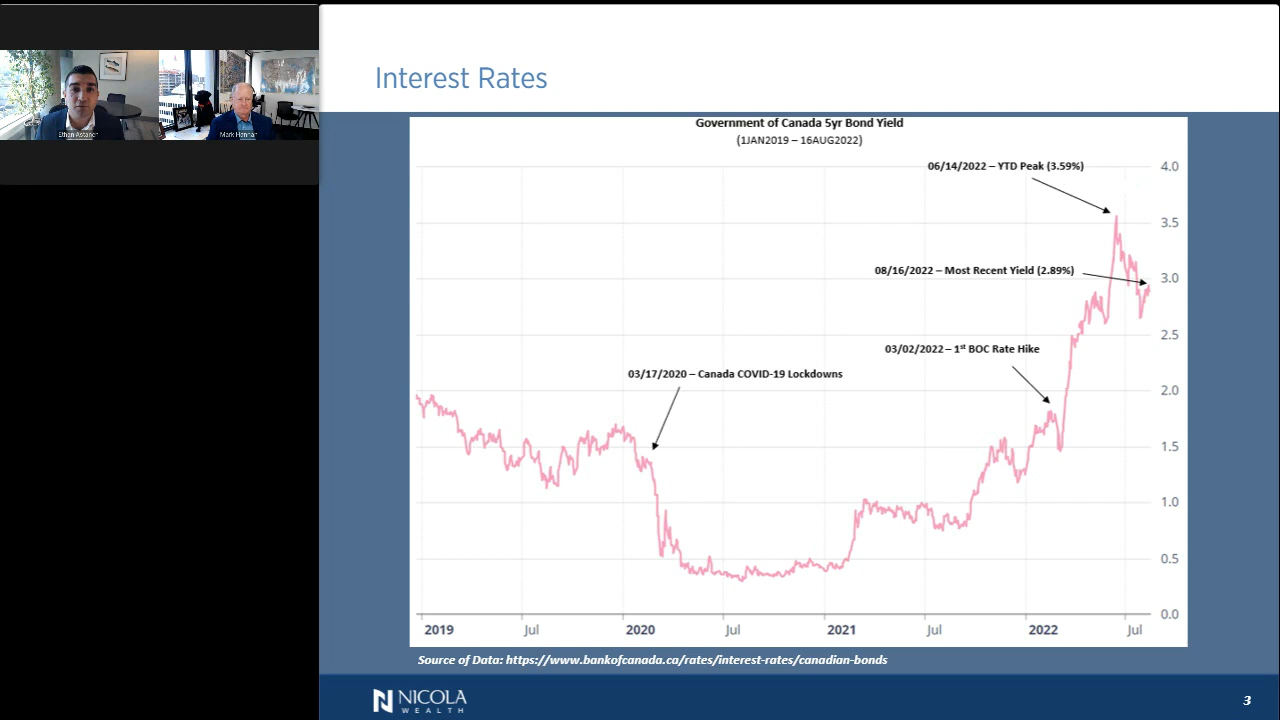 Ethan Astaneh
Mark Hannah
Interest Rates
Government of Canada 5yr Bond Yield
(1JAN2019 – 16AUG2022)
06/14/2022 – YTD Peak (3.59%)
08/16/2022 – Most Recent Yield (2.89%)
03/02/2022 – 1st BOC Rate Hike
03/17/2020 – Canada COVID-19 Lockdowns
4.0
3.5
3.0
2.5
2.0
1.5
1.0
0.5
0.0
2019 Jul 2020 Jul 2021 Jul 2022 Jul
Source of Data: https://www.bankofcanada.ca/rates/interest-rates/canadian-bonds
NICOLA
WEALTH
3